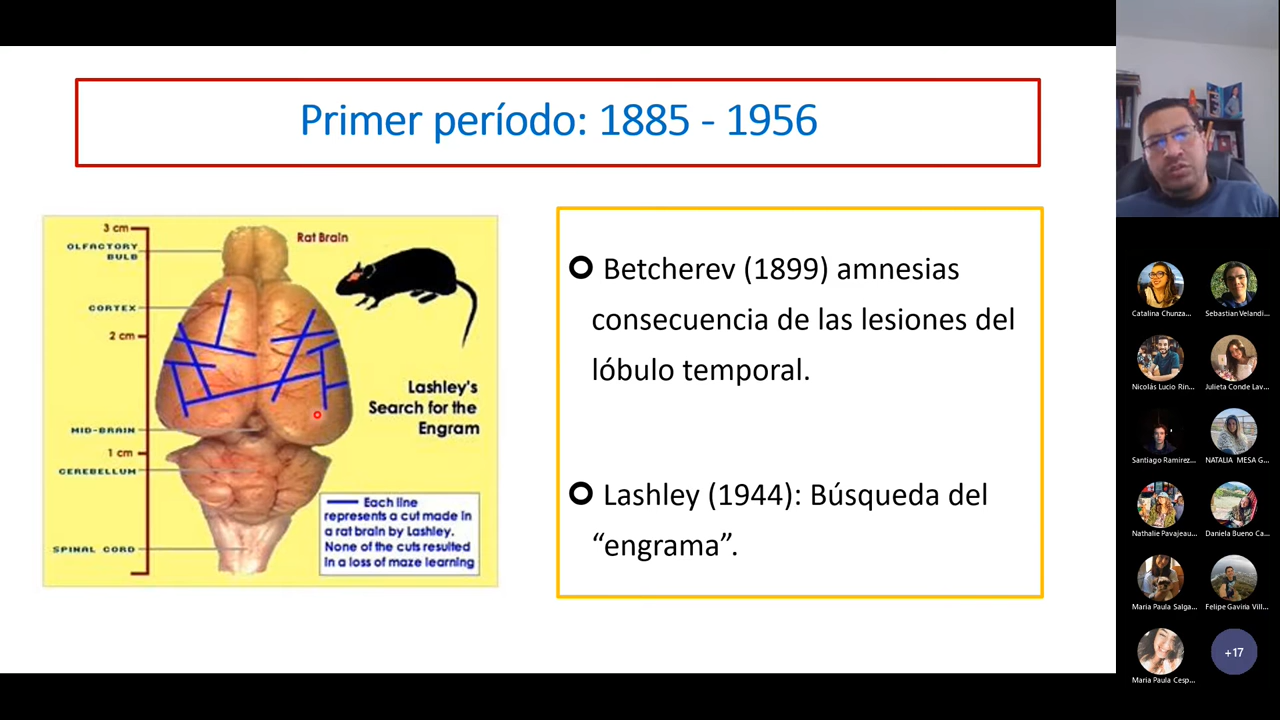 Primer período: 1885 - 1956
3 cm
OLFACTORY
BULB
Rat Brain
CORTEX
2 cm
Lashley's
Search for the
Engram
MID-BRAIN
1 cm
CEREBELLUM
SPINAL CORD
Each line
represents a cut made in
a rat brain by Lashley.
None of the cuts resulted
in a loss of maze learning
Betcherev (1899) amnesias
consecuencia de las lesiones del
lóbulo temporal.
Lashley (1944): Búsqueda del
“engrama”.
Catalina Chunza...
Sebastian Velandi...
Nicolás Lucio Rin...
Julieta Conde Lav...
Santiago Ramirez...
NATALIA MESA G...
Nathalie Pavajeau...
Daniela Bueno Ca...
Maria Paula Salga...
Felipe Gaviria Vill...
Maria Paula Cesp...
+17